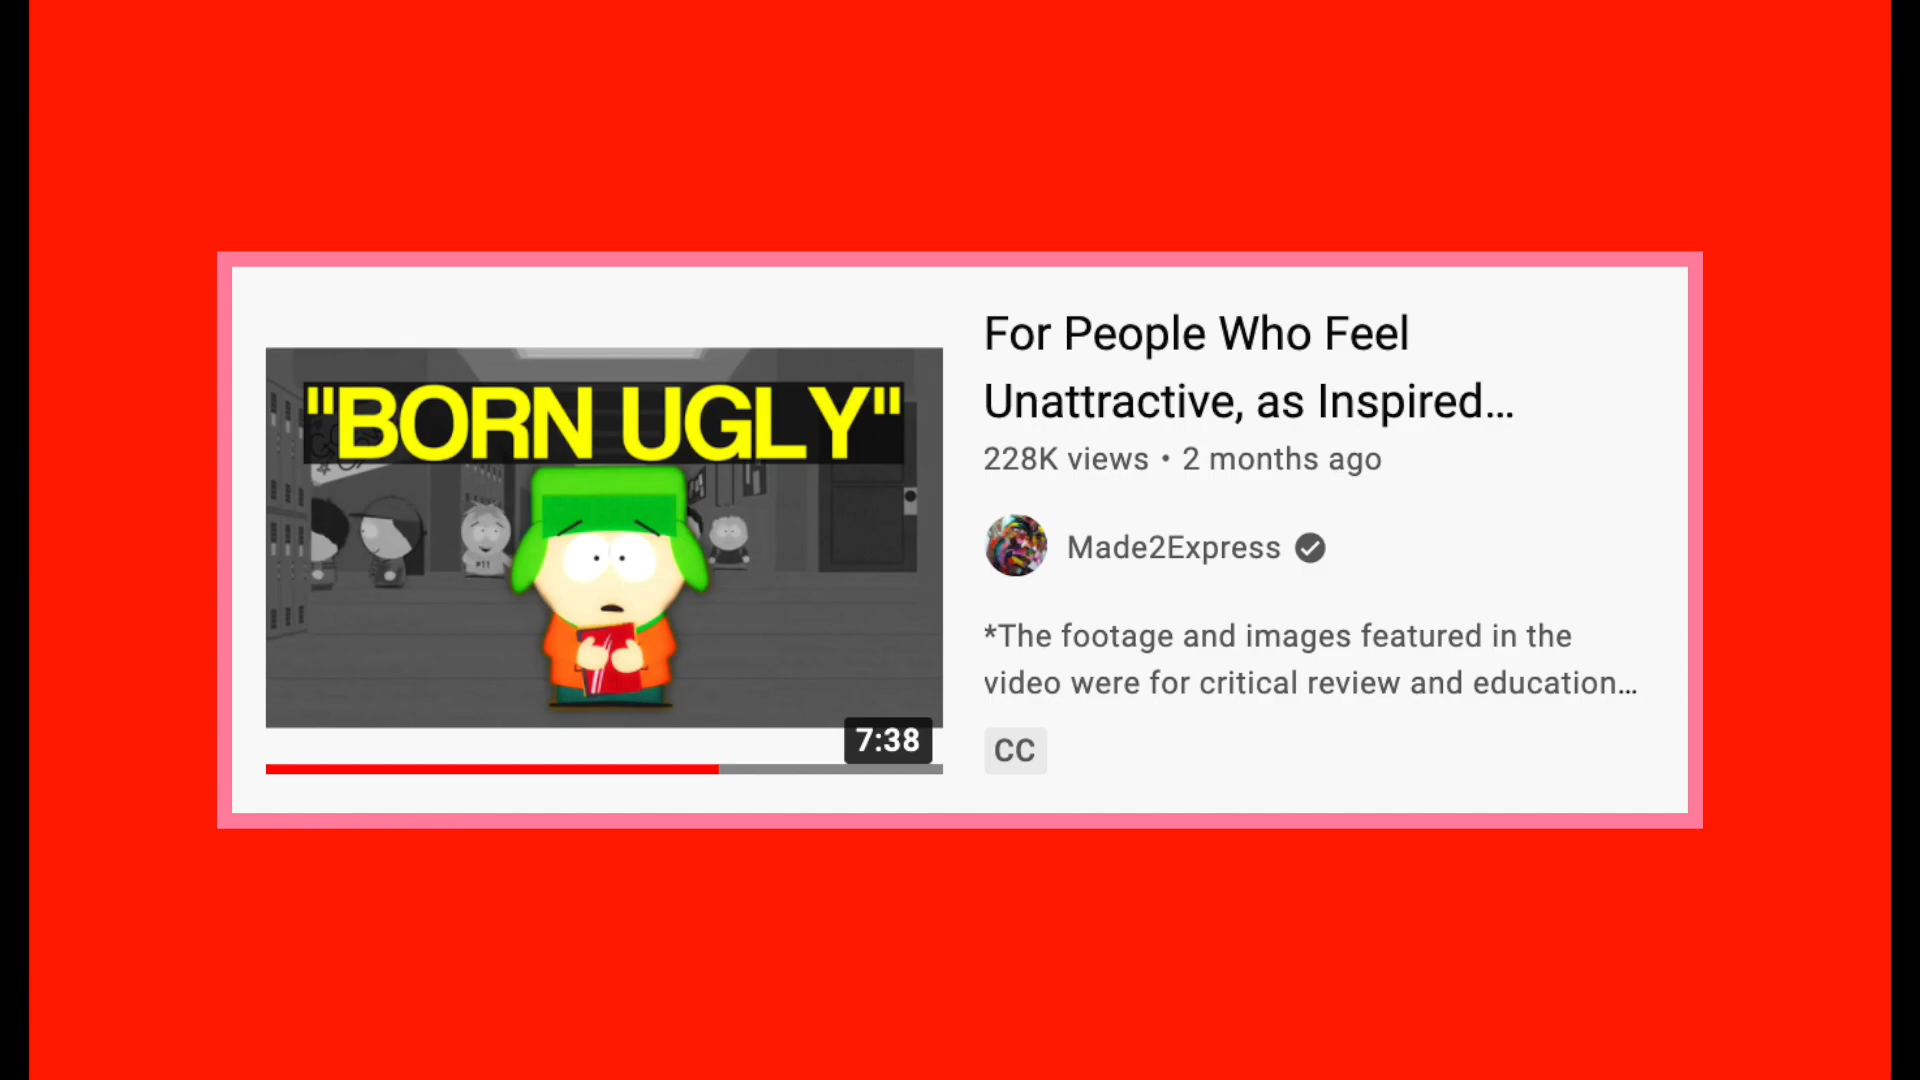 "BORN UGLY"
#11
7:38
For People Who Feel
Unattractive, as Inspired...
228K views • 2 months ago
Made2Express
*The footage and images featured in the
video were for critical review and education...
CC